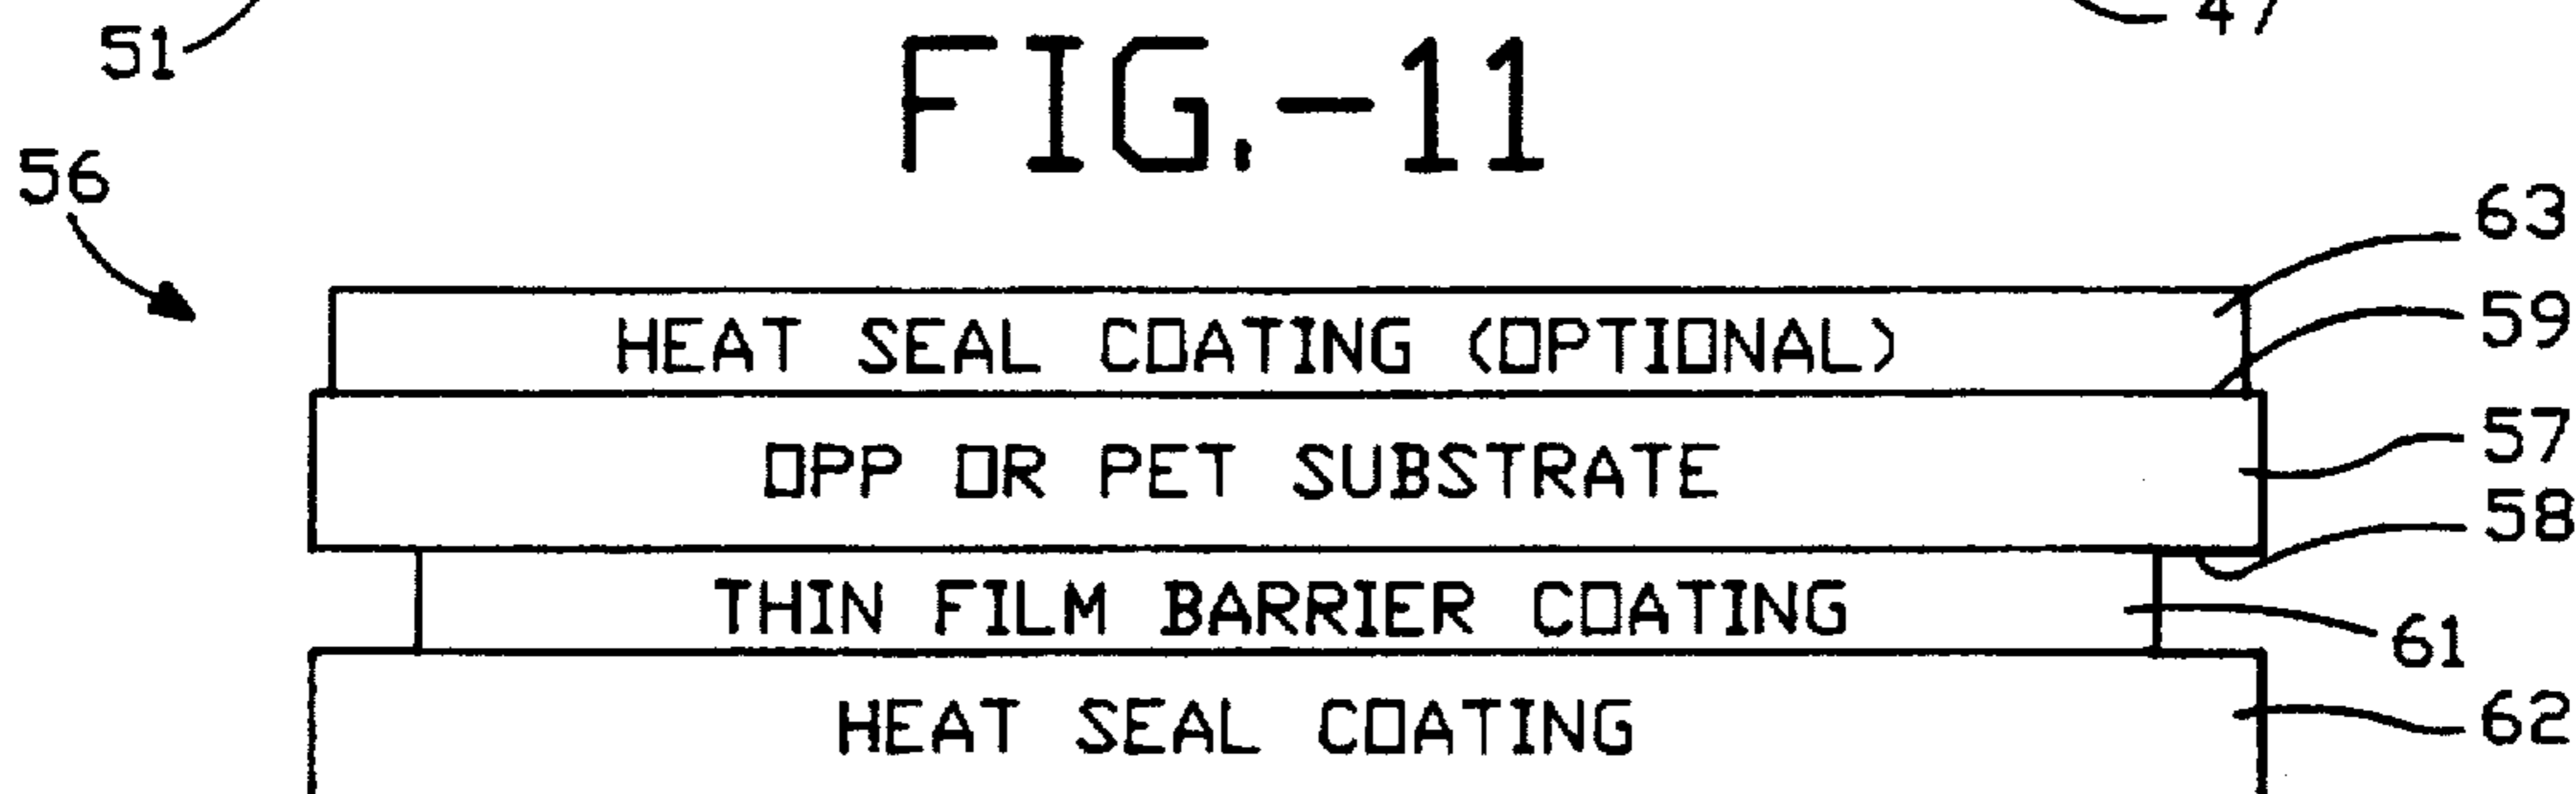 51
47
FIG.-11
56
63
HEAT SEAL COATING (OPTIONAL)
59
OPP OR PET SUBSTRATE
57
58
THIN FILM BARRIER COATING
61
HEAT SEAL COATING
62